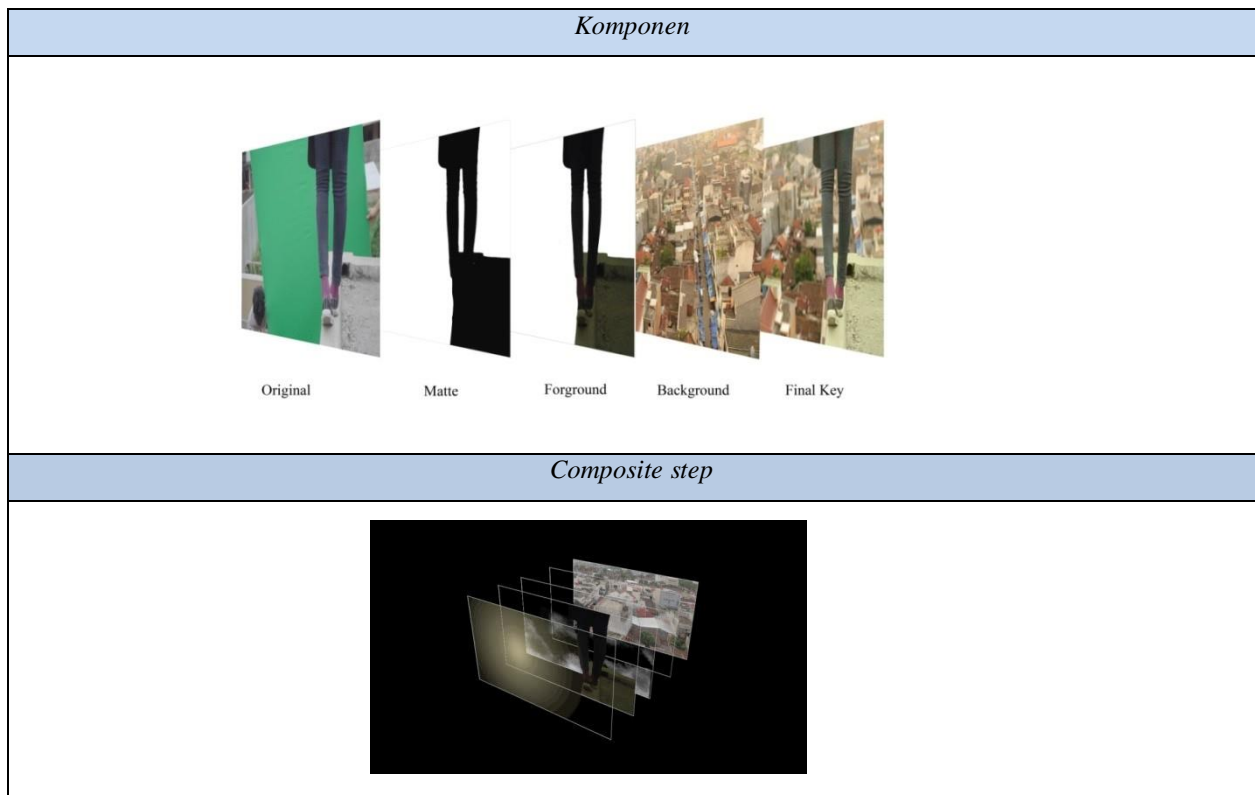 Komponen
Original Matte Forground Background Final Key
Composite step